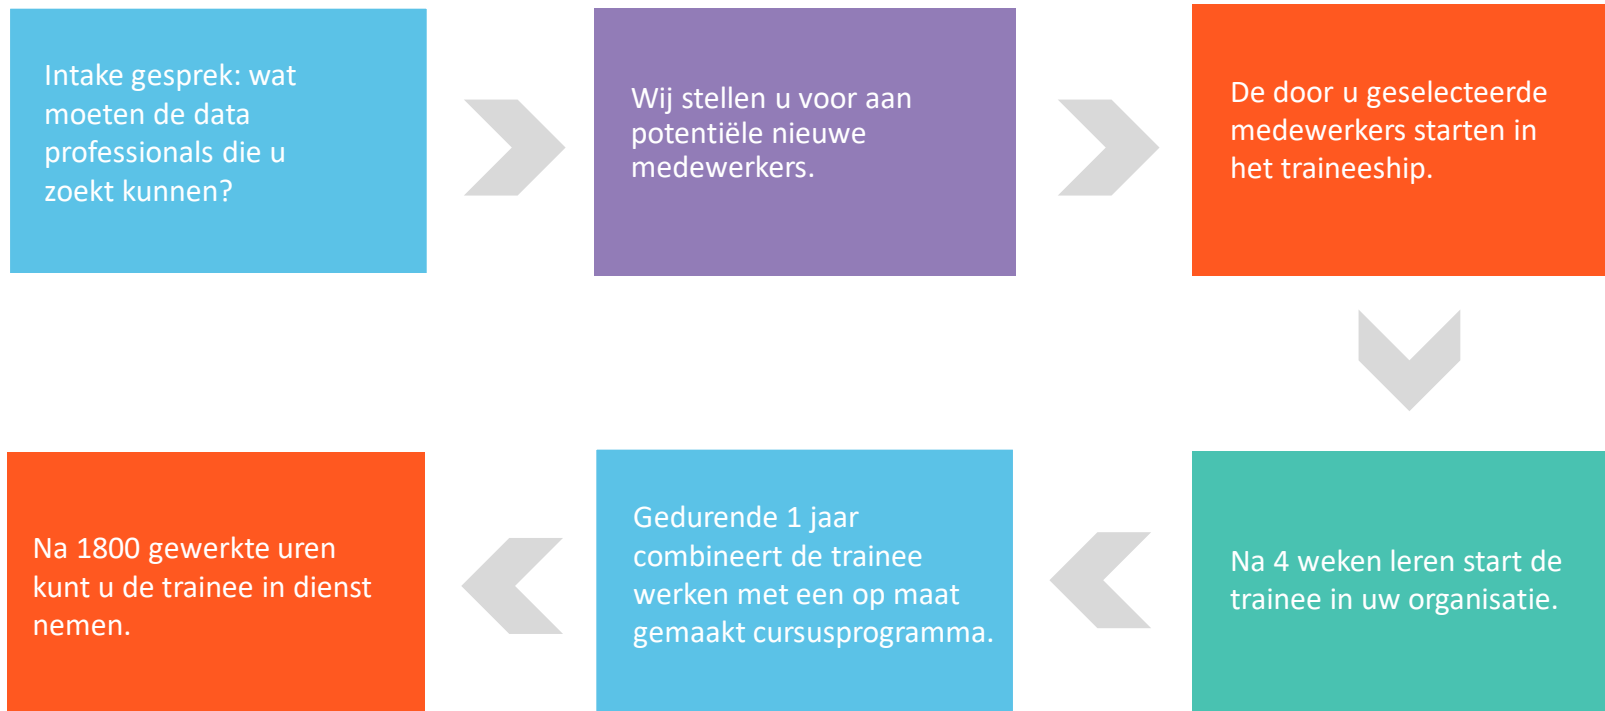 Intake gesprek: wat
moeten de data
professionals die u
zoekt kunnen?
Wij stellen u voor aan
potentiële nieuwe
medewerkers.
De door u geselecteerde
medewerkers starten in
het traineeship.
Na 4 weken leren start de
trainee in uw organisatie.
Gedurende 1 jaar
combineert de trainee
werken met een op maat
gemaakt cursusprogramma.
Na 1800 gewerkte uren
kunt u de trainee in dienst
nemen.